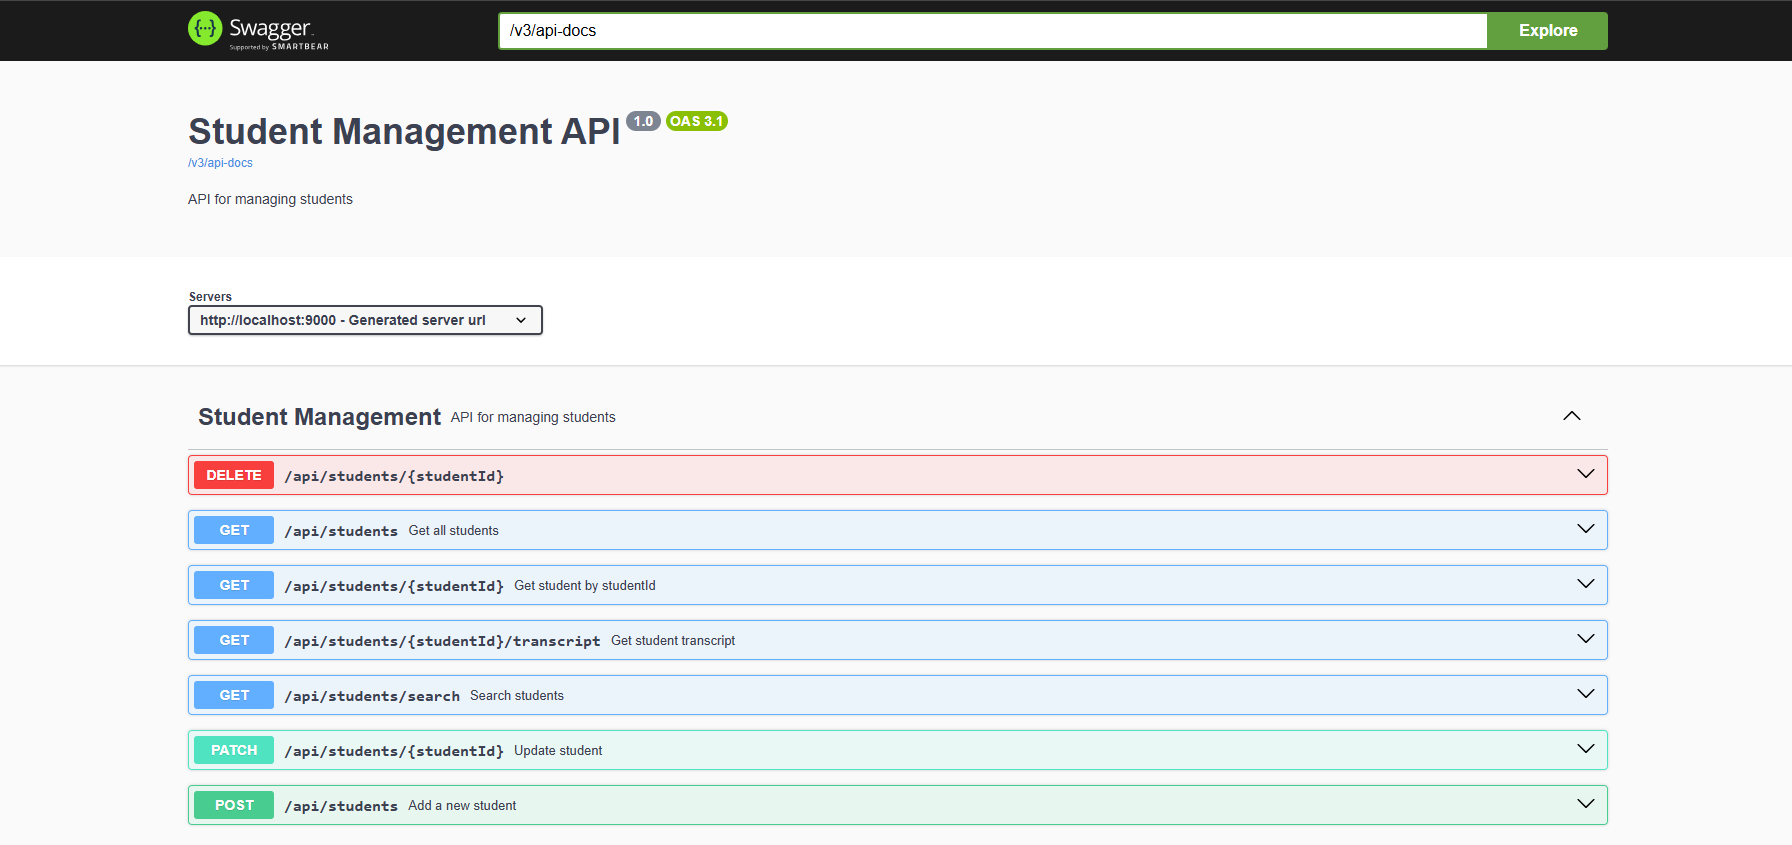 Swagger
Supported by SMARTBEAR
/v3/api-docs
Explore
Student Management API 1.0 OAS 3.1
/v3/api-docs
API for managing students
Servers
http://localhost:9000 - Generated server url
Student Management API for managing students
DELETE /api/students/{studentId}
GET /api/students Get all students
GET /api/students/{studentId} Get student by studentId
GET /api/students/{studentId}/transcript Get student transcript
GET /api/students/search Search students
PATCH /api/students/{studentId} Update student
POST /api/students Add a new student